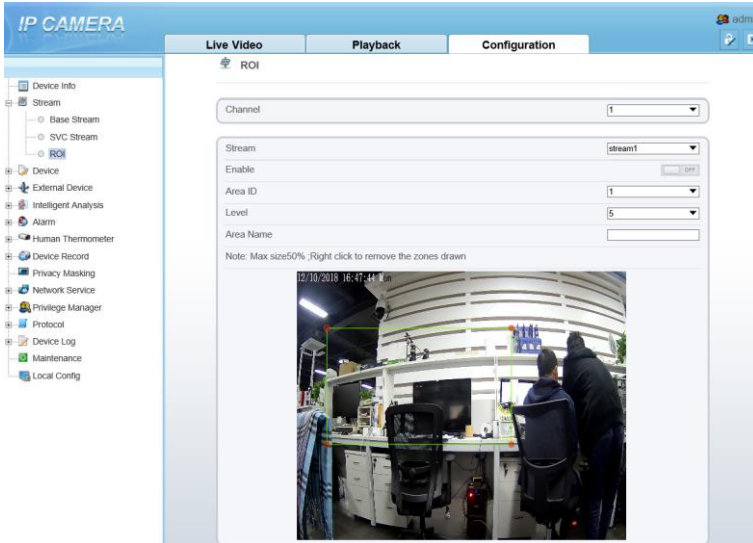 IP CAMERA
Live Video
Playback
Configuration
Device Info
Stream
Base Stream
SVC Stream
ROI
Device
External Device
Intelligent Analysis
Alarm
Human Thermometer
Device Record
Privacy Masking
Network Service
Privilege Manager
Protocol
Device Log
Maintenance
Local Config
ROI
Channel 1
Stream stream1
Enable OFF
Area ID 1
Level 5
Area Name
Note: Max size50% ;Right click to remove the zones drawn
12/10/2018 16:47:44 Mon